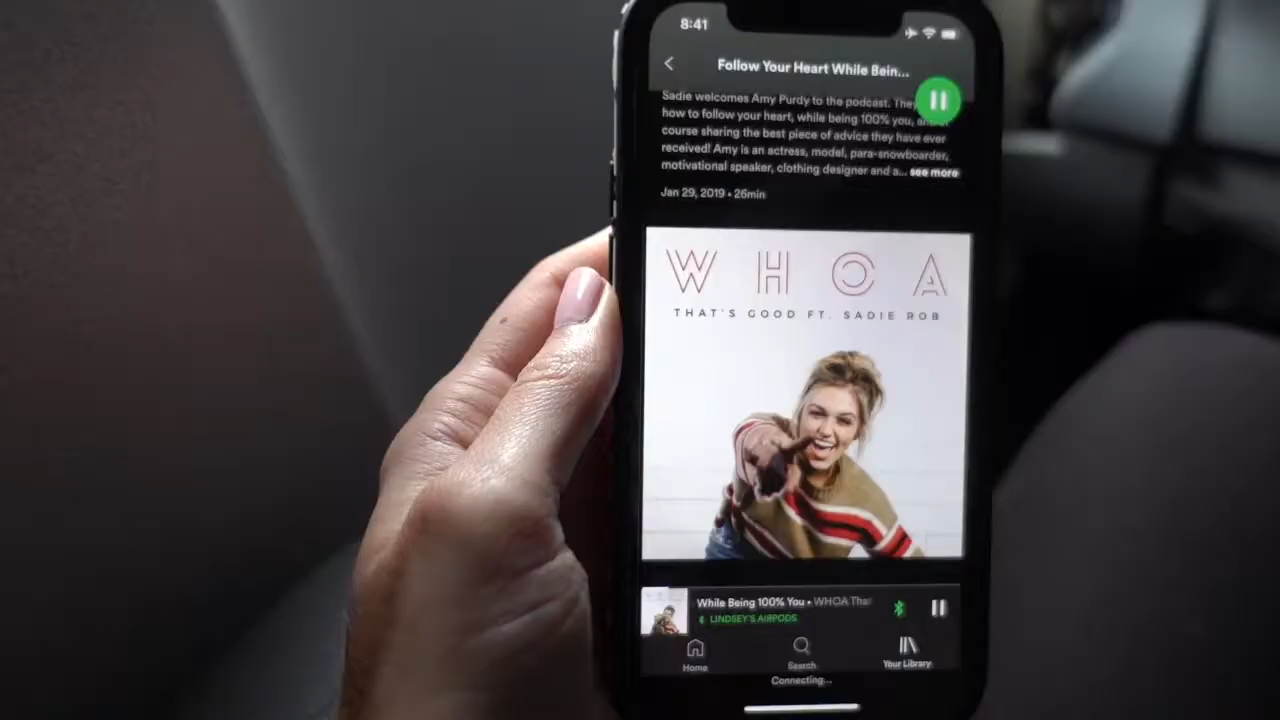 8:41
Follow Your Heart While Bein...
Sadie welcomes Amy Purdy to the podcast. They
how to follow your heart, while being 100% you, and of
course sharing the best piece of advice they have ever
received! Amy is an actress, model, para-snowboarder,
motivational speaker, clothing designer and a... see more
Jan 29, 2019 • 26min
WHOA
THAT'S GOOD FT. SADIE ROB
While Being 100% You • WHOA That
LINDSEY'S AIRPODS
Home
Search
Your Library
Connecting...